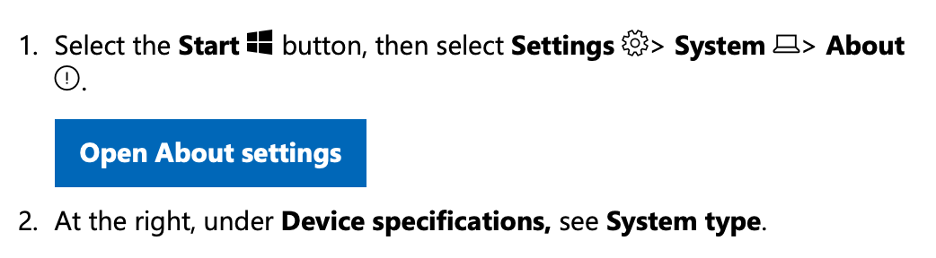 1. Select the Start button, then select Settings > System > About
.
Open About settings
2. At the right, under Device specifications, see System type.